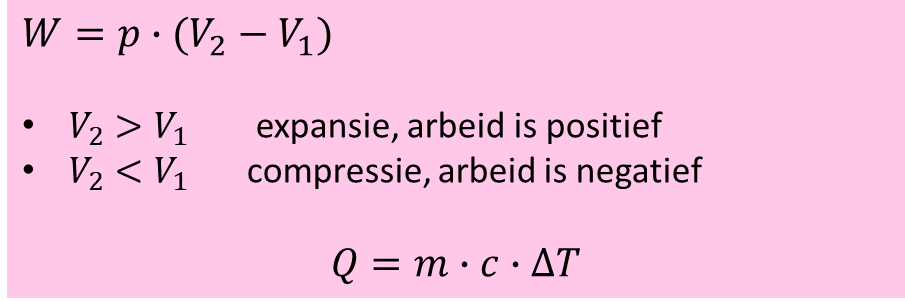 W = p · (V₂ − V₁)
• V₂ > V₁ expansie, arbeid is positief
• V₂ < V₁ compressie, arbeid is negatief
Q = m · c · ΔT